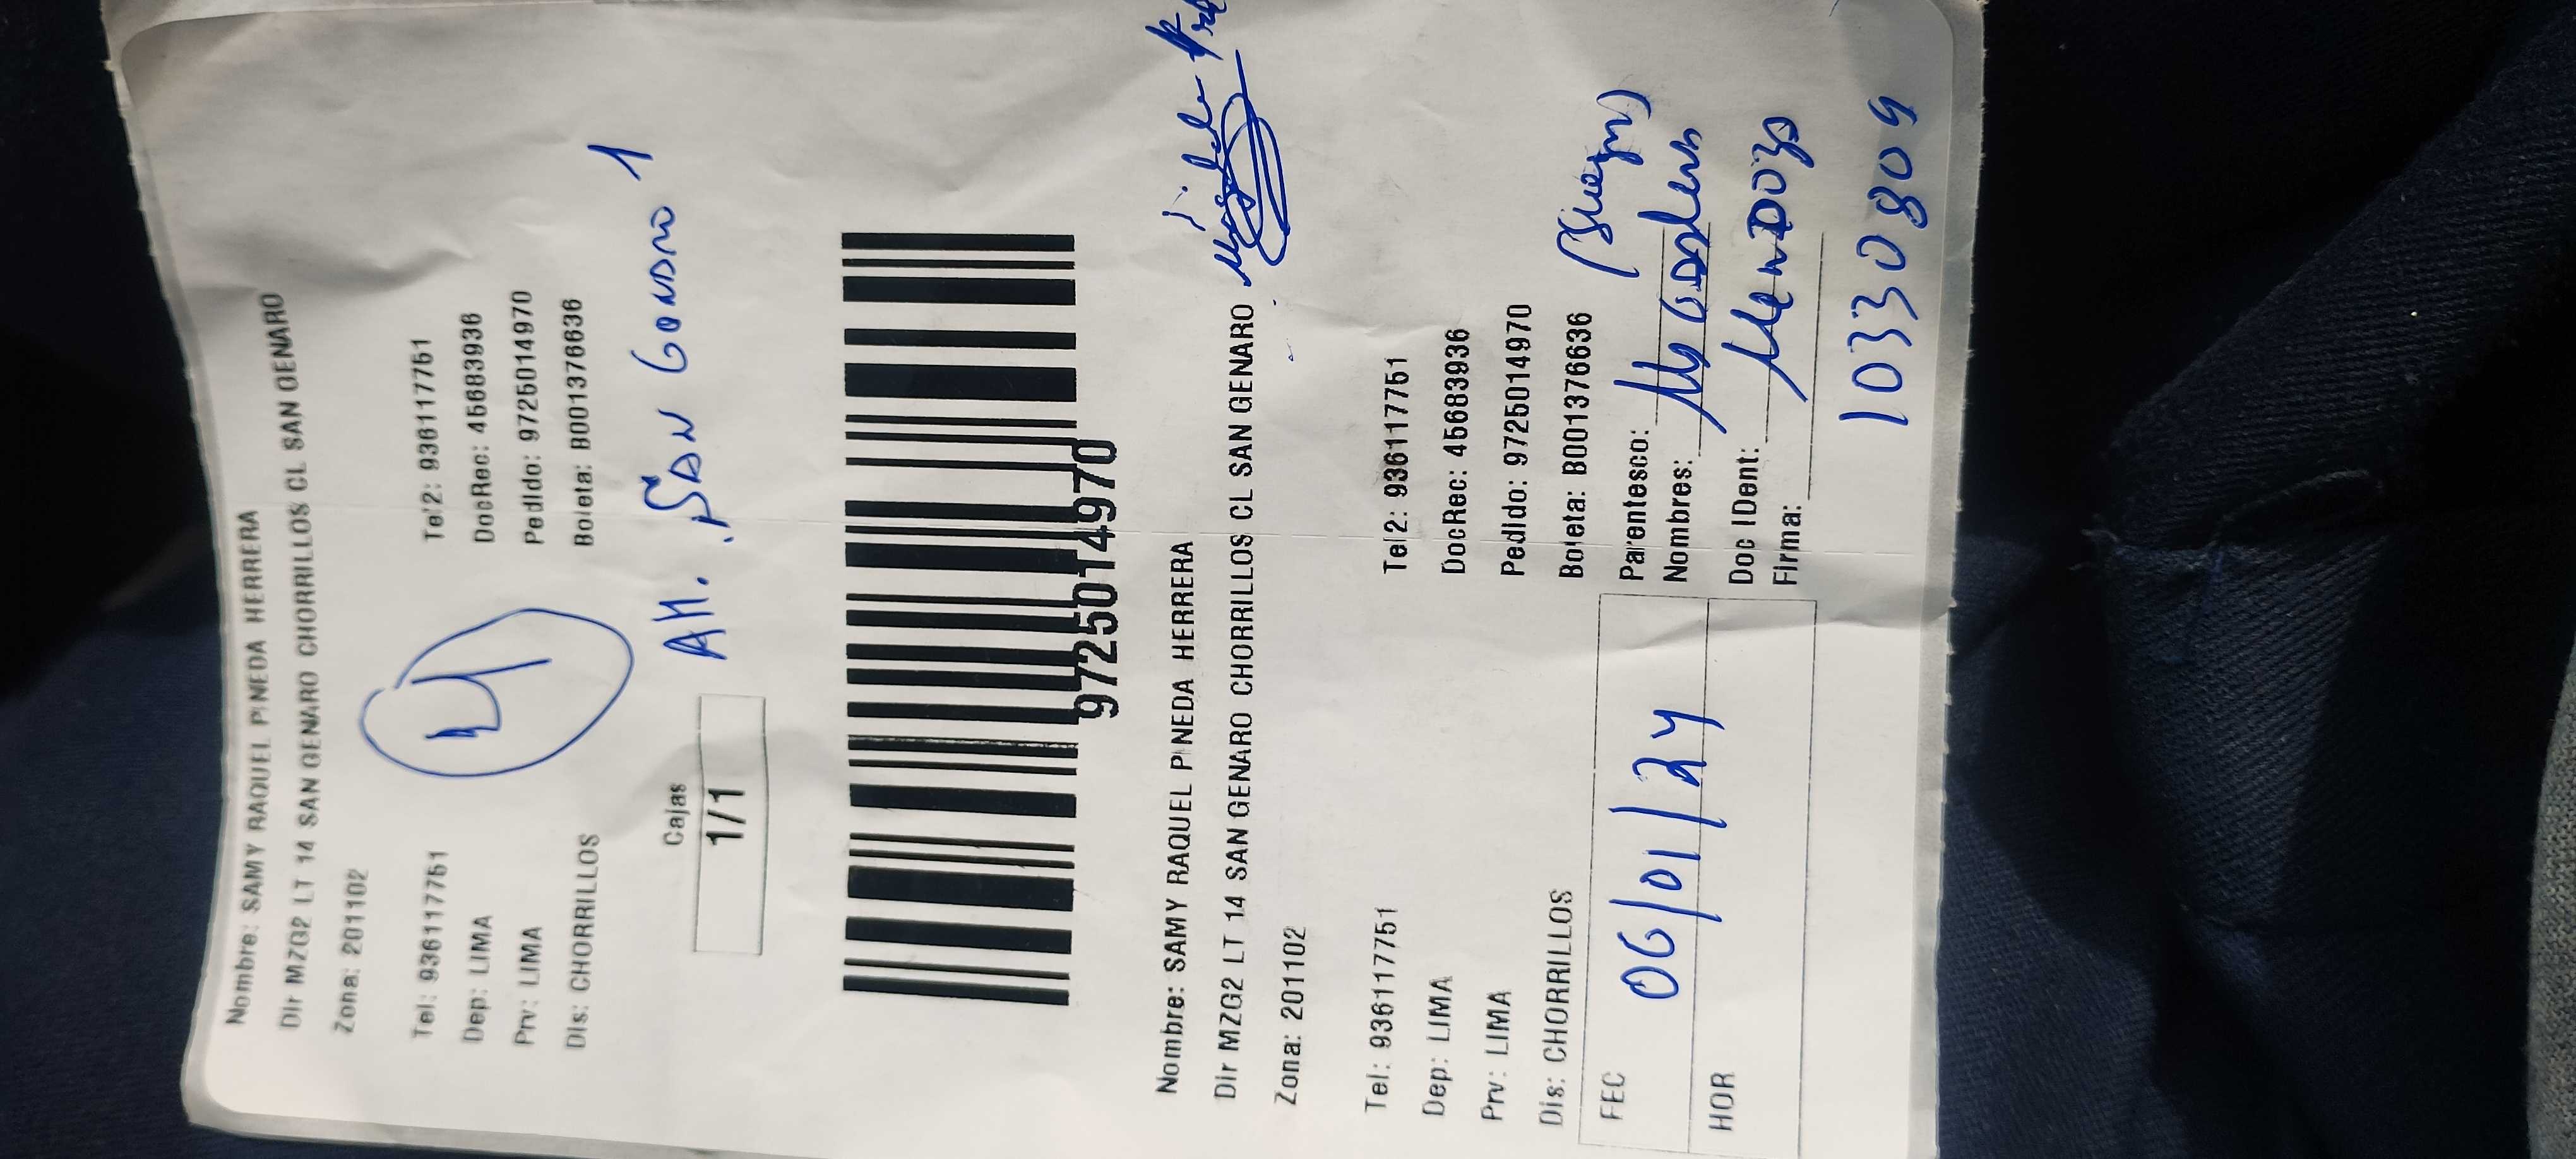 Nombre: SAMY RAQUEL PINEDA HERRERA
Dir MZG2 LT 14 SAN GENARO CHORRILLOS CL SAN GENARO
Zona: 201102
Tel: 936117751 Tel2: 936117751
Dep: LIMA DocRec: 45683936
Prv: LIMA Pedido: 9725014970
Dis: CHORRILLOS Boleta: B001376636
Cajas
1/1
AH. SAN GENARO 1
9725014970
Nombre: SAMY RAQUEL PINEDA HERRERA
Dir MZG2 LT 14 SAN GENARO CHORRILLOS CL SAN GENARO
Zona: 201102
Tel: 936117751 Tel2: 936117751
Dep: LIMA DocRec: 45683936
Prv: LIMA Pedido: 9725014970
Dis: CHORRILLOS Boleta: B001376636
FEC 06/01/24
HOR
Parentesco: (Suegra)
Nombres: Magdalena
Doc IDent: Mendoza
Firma:
10330809